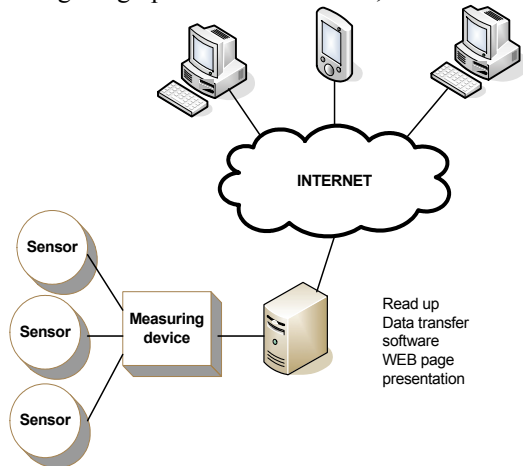 INTERNET
Sensor
Sensor
Sensor
Measuring
device
Read up
Data transfer
software
WEB page
presentation